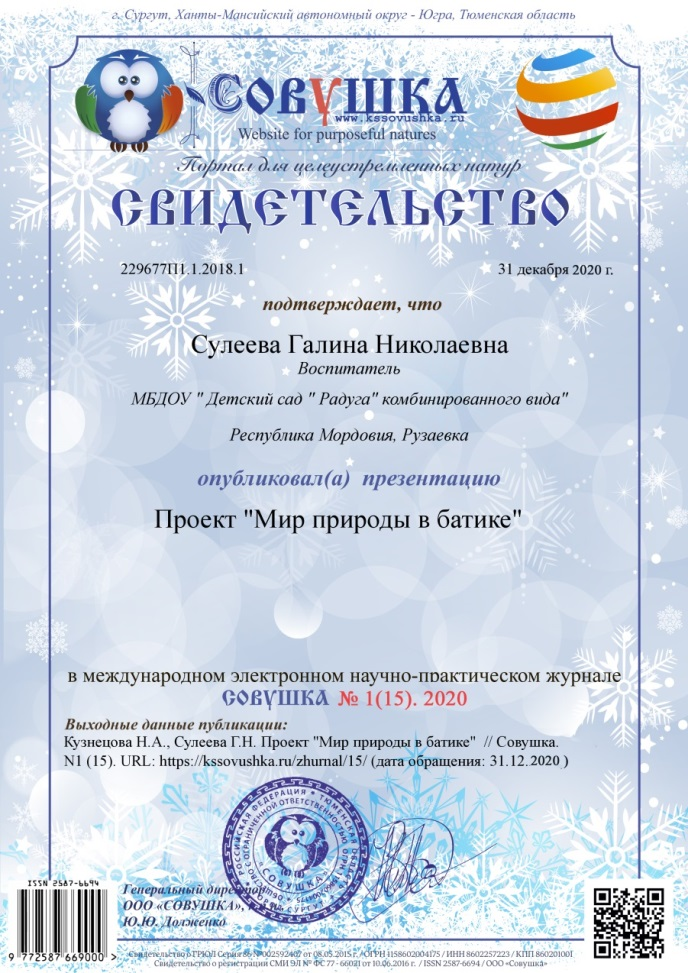 г. Сургут, Ханты-Мансийский автономный округ - Югра, Тюменская область
Совушка
www.kssovushka.ru
Website for purposeful natures
Портал для целеустремленных натур
СВИДЕТЕЛЬСТВО
229677П1.1.2018.1 31 декабря 2020 г.
подтверждает, что
Сулеева Галина Николаевна
Воспитатель
МБДОУ " Детский сад " Радуга" комбинированного вида"
Республика Мордовия, Рузаевка
опубликовал(а) презентацию
Проект "Мир природы в батике"
в международном электронном научно-практическом журнале
СОВУШКА № 1(15). 2020
Выходные данные публикации:
Кузнецова Н.А., Сулеева Г.Н. Проект "Мир природы в батике" // Совушка.
N1 (15). URL: https://kssovushka.ru/zhurnal/15/ (дата обращения: 31.12.2020 )
РОССИЙСКАЯ ФЕДЕРАЦИЯ * ТЮМЕНСКАЯ ОБЛАСТЬ
"СОВУШКА"
ISSN 2587-6694
9 772587 669000 >
Генеральный директор
ООО «СОВУШКА»,
Ю.Ю. Долженко
Свидетельство о ГРЮЛ Серия 86 № 002592407 от 08.05.2015 г. / ОГРН 1158602004175 / ИНН 8602257223 / КПП 860201001
Свидетельство о регистрации СМИ ЭЛ № ФС 77 - 66021 от 10.06.2016 г. / ISSN 2587-6694 / ООО «Совушка»